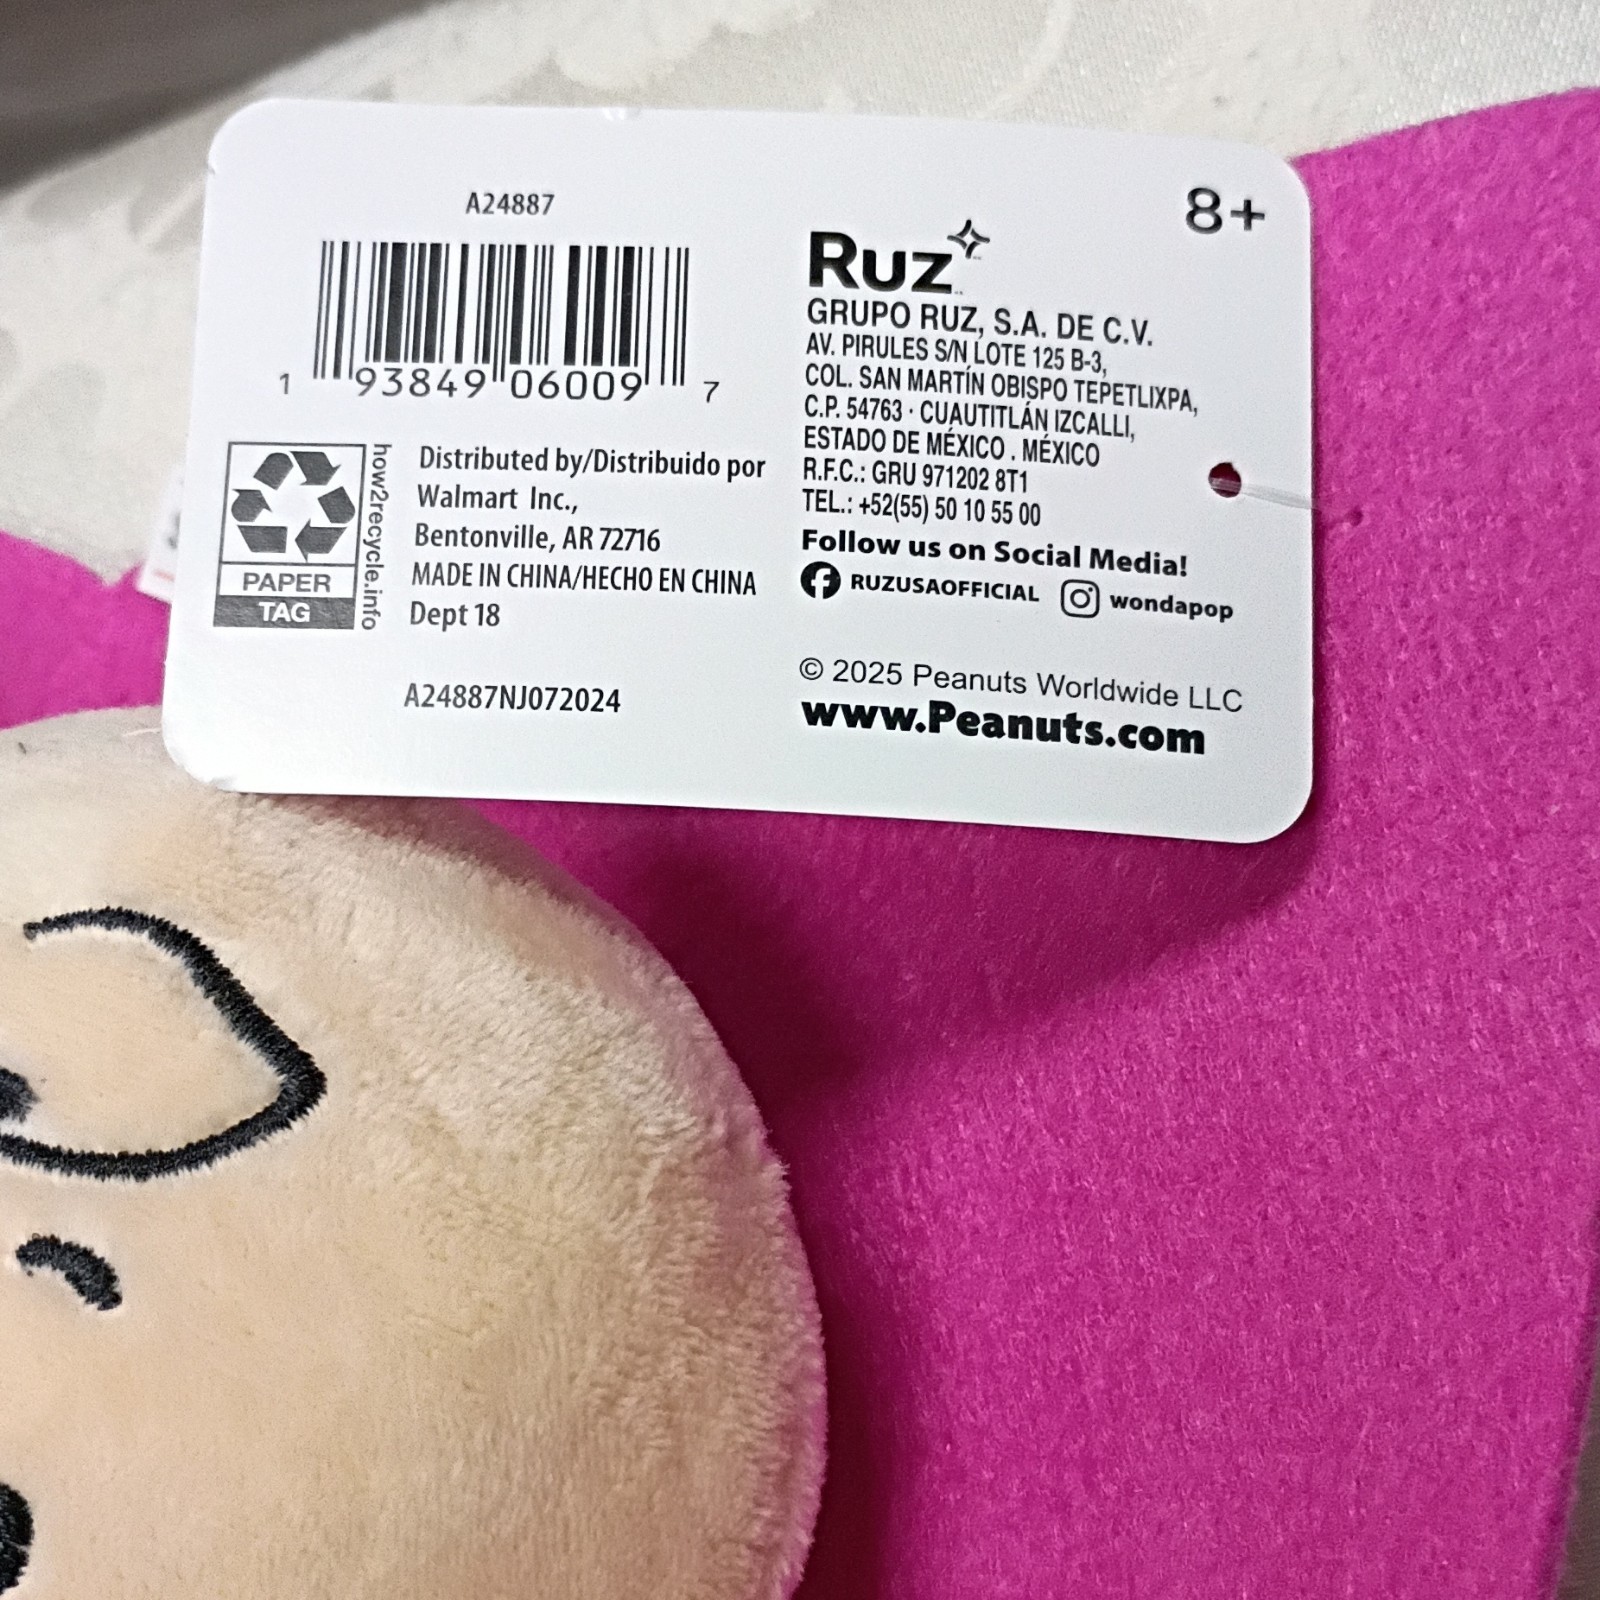 A24887
1 93849 06009 7
PAPER
TAG
how2recycle.info
Distributed by/Distribuido por
Walmart Inc.,
Bentonville, AR 72716
MADE IN CHINA/HECHO EN CHINA
Dept 18
A24887NJ072024
8+
RUZ
GRUPO RUZ, S.A. DE C.V.
AV. PIRULES S/N LOTE 125 B-3,
COL. SAN MARTÍN OBISPO TEPETLIXPA,
C.P. 54763 · CUAUTITLÁN IZCALLI,
ESTADO DE MÉXICO . MÉXICO
R.F.C.: GRU 971202 8T1
TEL.: +52(55) 50 10 55 00
Follow us on Social Media!
RUZUSAOFFICIAL wondapop
© 2025 Peanuts Worldwide LLC
www.Peanuts.com